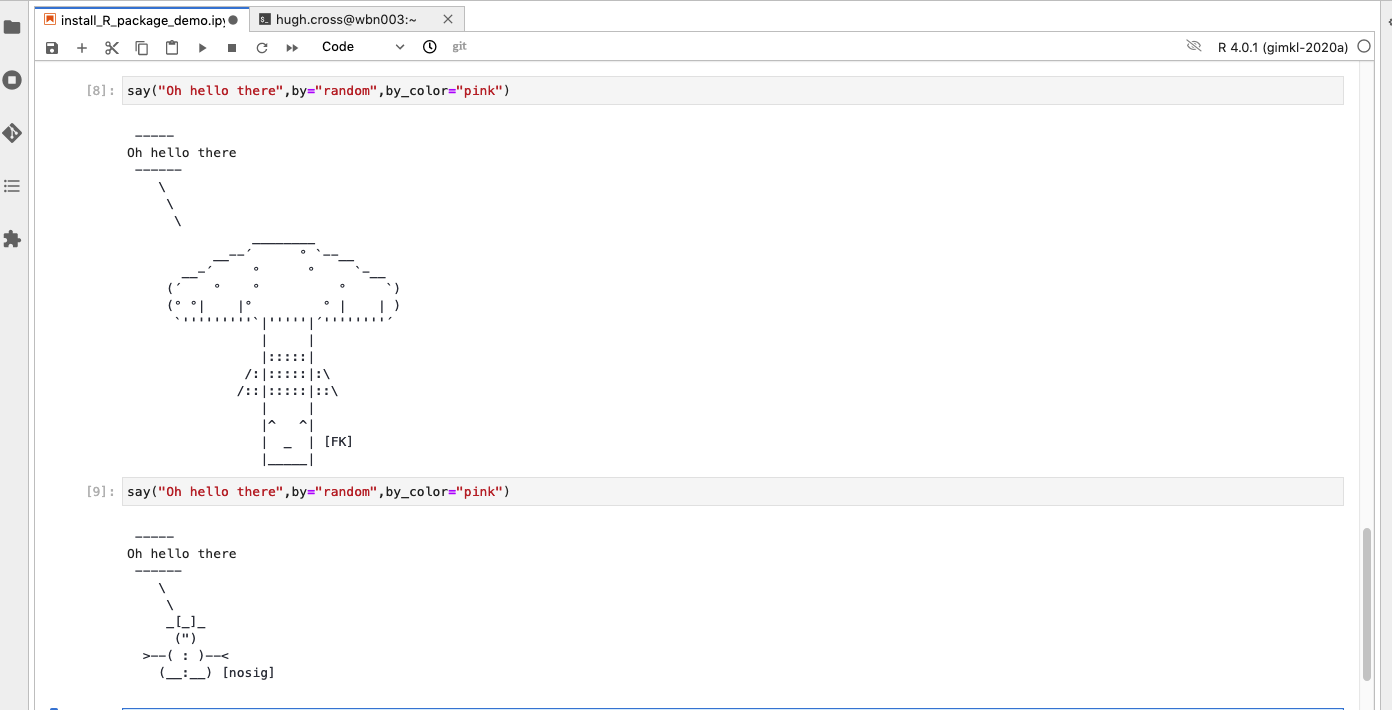 install_R_package_demo.ipy
hugh.cross@wbn003:~
Code
git
R 4.0.1 (gimkl-2020a)
[8]: say("Oh hello there",by="random",by_color="pink")
 -----
Oh hello there
 ------
    \
     \
      \
                ________
           __--´      ° `--__
       __-´     °      °     `-__
     (´    °    °          °     `)
     (° °|    |°         ° |    | )
      `'''''''''`|'''''|´''''''''´
                 |     |
                 |:::::|
               /:|:::::|:\
              /::|:::::|::\
                 |     |
                 |^   ^|
                 |  _  | [FK]
                 |_____|
[9]: say("Oh hello there",by="random",by_color="pink")
 -----
Oh hello there
 ------
    \
     \
     _[_]_
      (")
  >--( : )--<
    (__:__) [nosig]